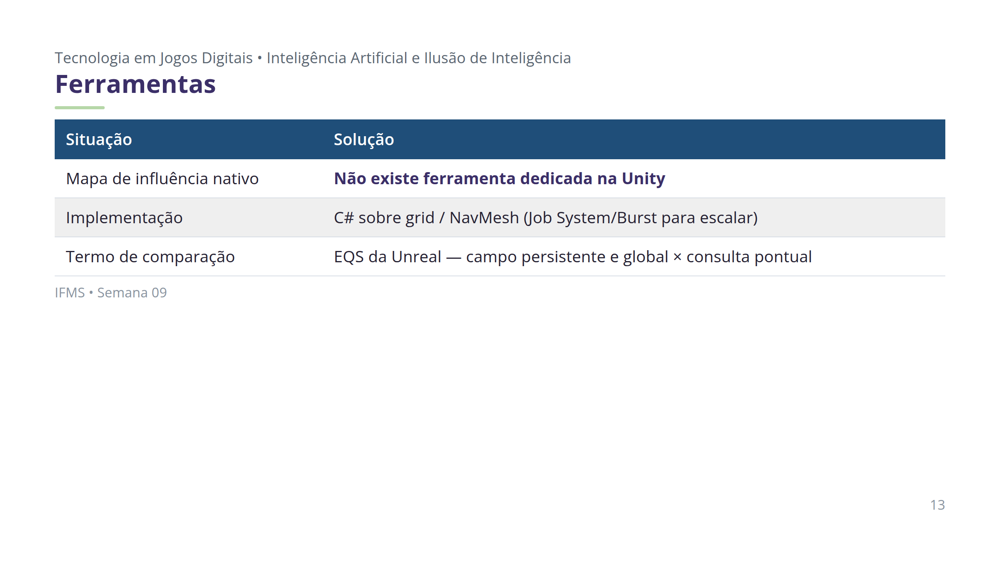 Tecnologia em Jogos Digitais • Inteligência Artificial e Ilusão de Inteligência
Ferramentas
Situação Solução
Mapa de influência nativo Não existe ferramenta dedicada na Unity
Implementação C# sobre grid / NavMesh (Job System/Burst para escalar)
Termo de comparação EQS da Unreal — campo persistente e global × consulta pontual
IFMS • Semana 09
13